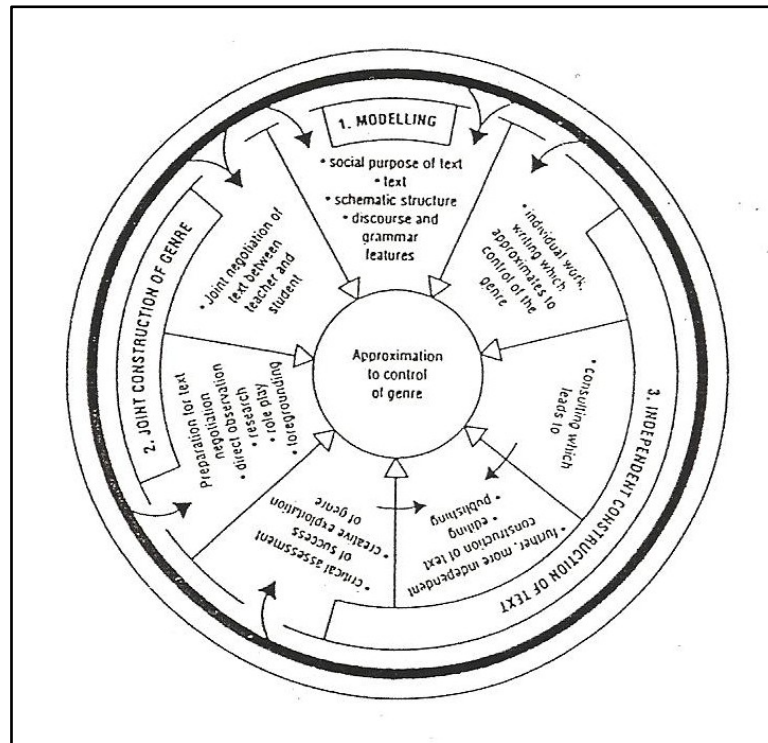 1. MODELLING
• social purpose of text
• text
• schematic structure
• discourse and
grammar
features
2. JOINT CONSTRUCTION OF GENRE
• Joint negotiation of
text between
teacher and
student
Preparation for text
negotiation
• direct observation
• research
• role play
• foregrounding
3. INDEPENDENT CONSTRUCTION OF TEXT
• individual work,
writing which
approximates to
control of the
genre
• consulting which
leads to
• further, more independent
construction of text
• editing
• publishing
• critical assessment
of success
• creative exploitation
of genre
Approximation
to control
of genre